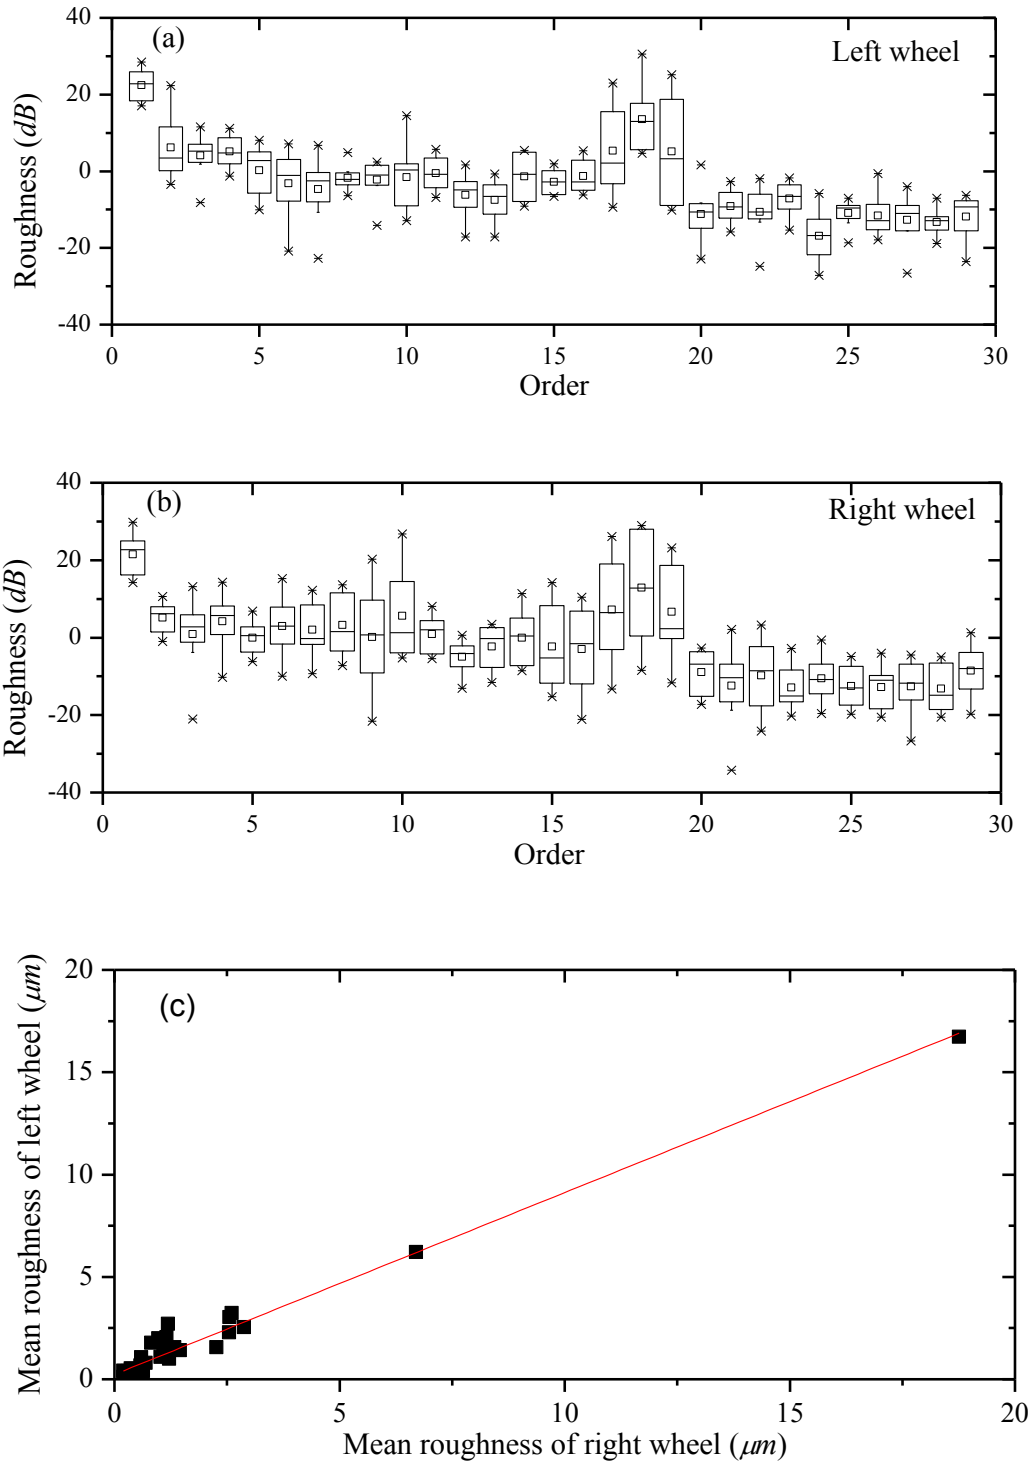 (a)
Left wheel
Roughness (dB)
40
20
0
-20
-40
0 5 10 15 20 25 30
Order
(b)
Right wheel
Roughness (dB)
40
20
0
-20
-40
0 5 10 15 20 25 30
Order
(c)
Mean roughness of left wheel (μm)
20
15
10
5
0
0 5 10 15 20
Mean roughness of right wheel (μm)